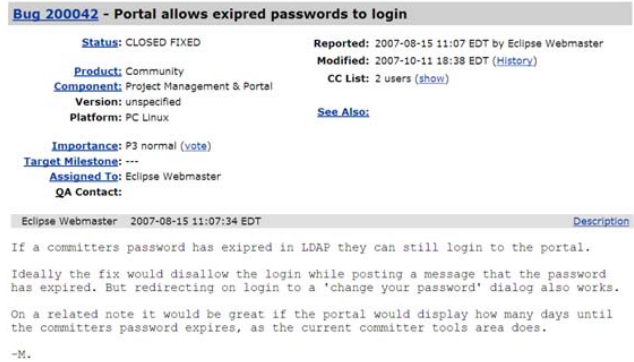 Bug 200042 - Portal allows exipred passwords to login
Status: CLOSED FIXED
Product: Community
Component: Project Management & Portal
Version: unspecified
Platform: PC Linux
Importance: P3 normal (vote)
Target Milestone: ---
Assigned To: Eclipse Webmaster
QA Contact:
Reported: 2007-08-15 11:07 EDT by Eclipse Webmaster
Modified: 2007-10-11 18:38 EDT (History)
CC List: 2 users (show)
See Also:
Eclipse Webmaster 2007-08-15 11:07:34 EDT Description
If a committers password has exipred in LDAP they can still login to the portal.
Ideally the fix would disallow the login while posting a message that the password
has expired. But redirecting on login to a 'change your password' dialog also works.
On a related note it would be great if the portal would display how many days until
the committers password expires, as the current committer tools area does.
-M.